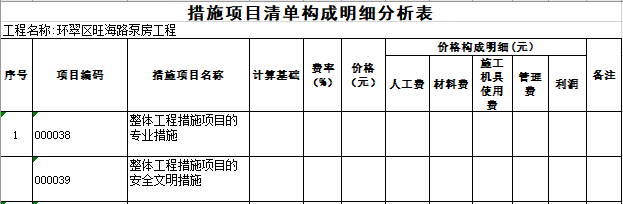 措施项目清单构成明细分析表
工程名称:环翠区旺海路泵房工程
序号 项目编码 措施项目名称 计算基础 费率（%） 价格（元） 价格构成明细(元) 备注
人工费 材料费 施工机具使用费 管理费 利润
1 000038 整体工程措施项目的
专业措施
000039 整体工程措施项目的
安全文明措施